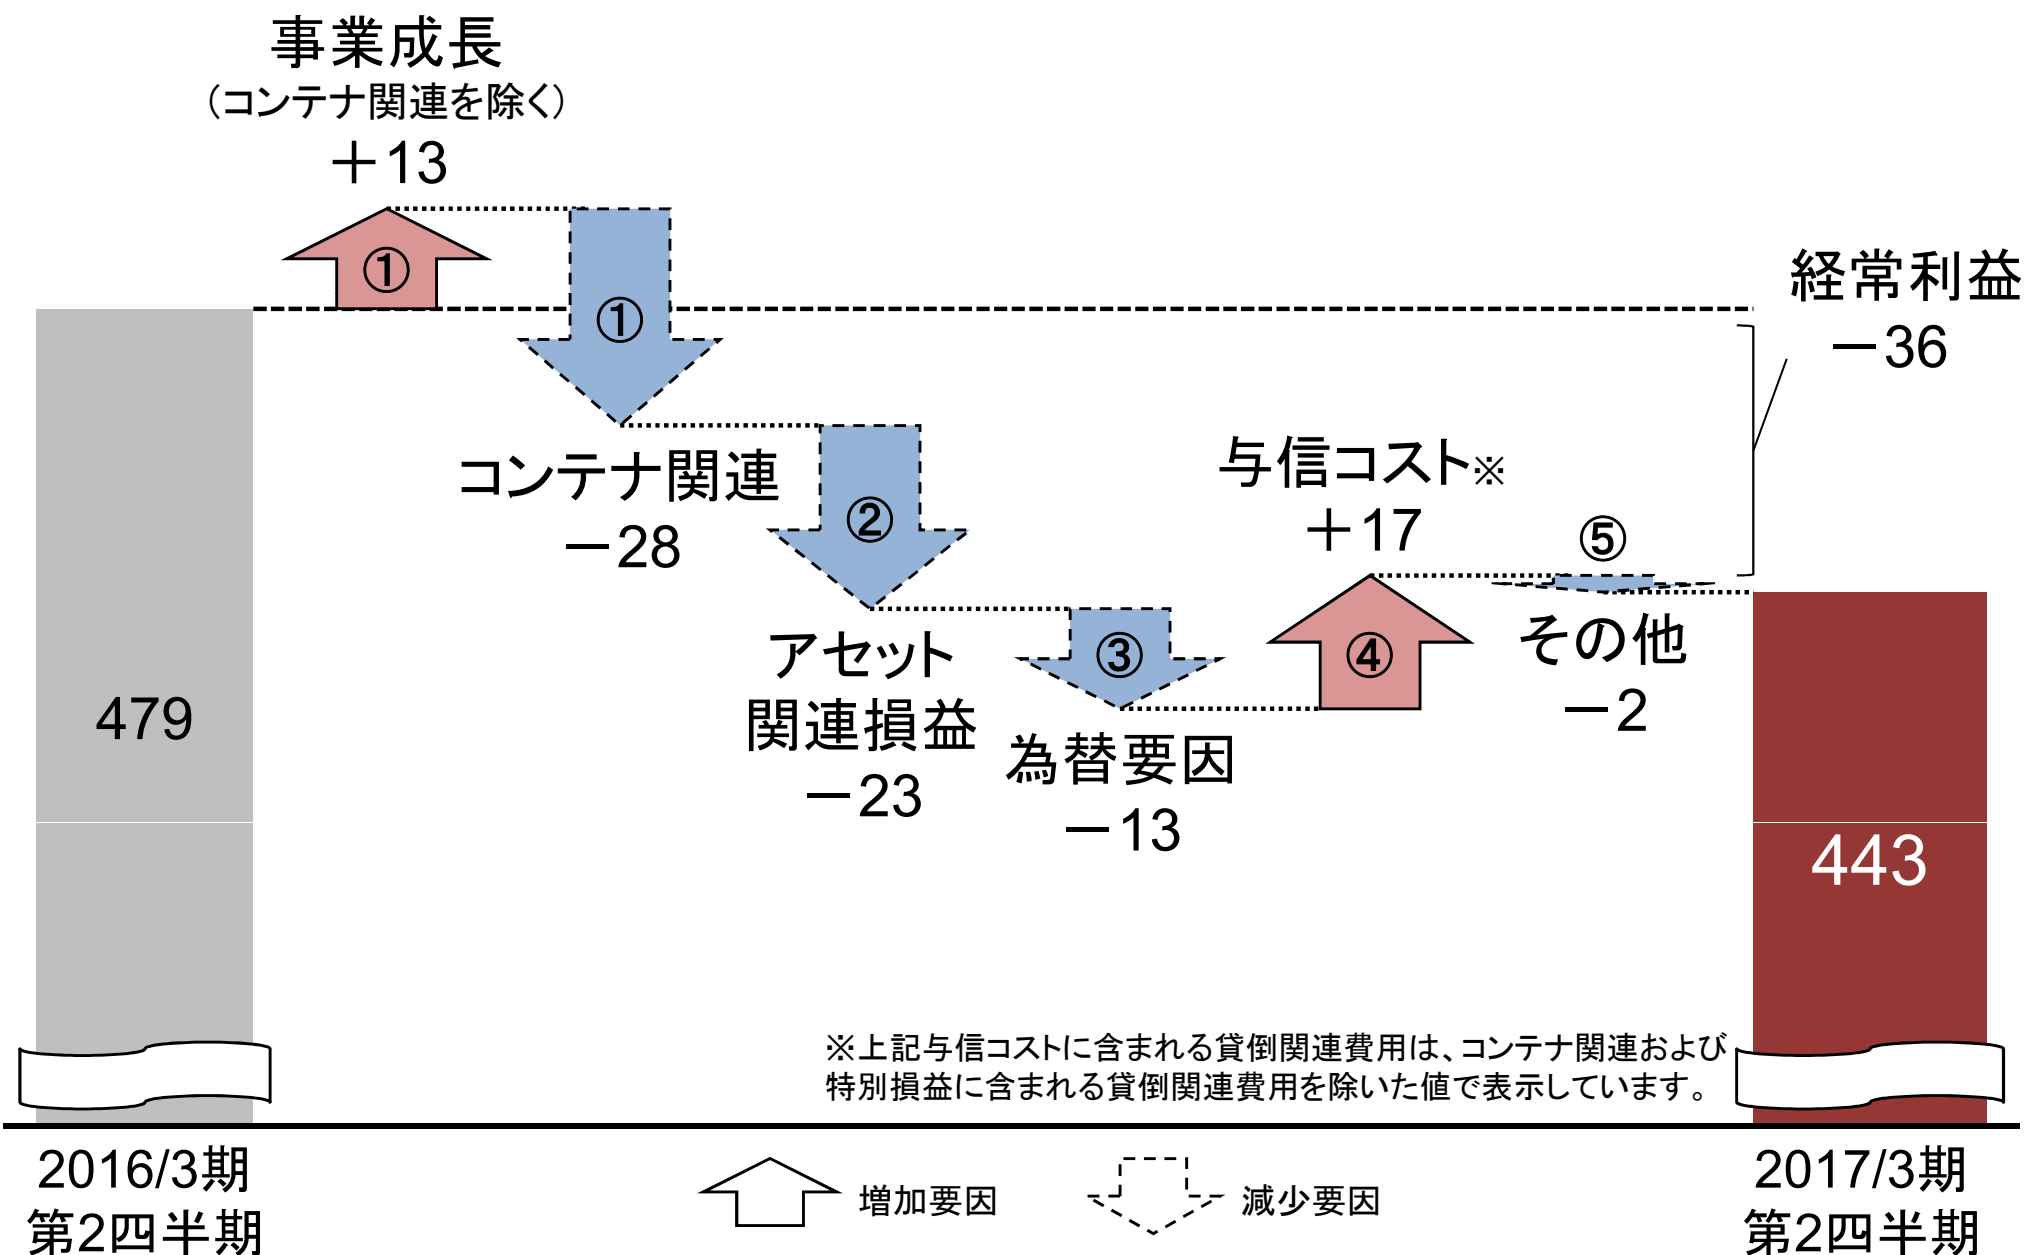 事業成長
（コンテナ関連を除く）
＋13
①
①
コンテナ関連
－28
②
アセット
関連損益
－23
③
為替要因
－13
与信コスト※
＋17
④
⑤
その他
－2
経常利益
－36
479
443
※上記与信コストに含まれる貸倒関連費用は、コンテナ関連および
特別損益に含まれる貸倒関連費用を除いた値で表示しています。
2016/3期
第2四半期
増加要因
減少要因
2017/3期
第2四半期